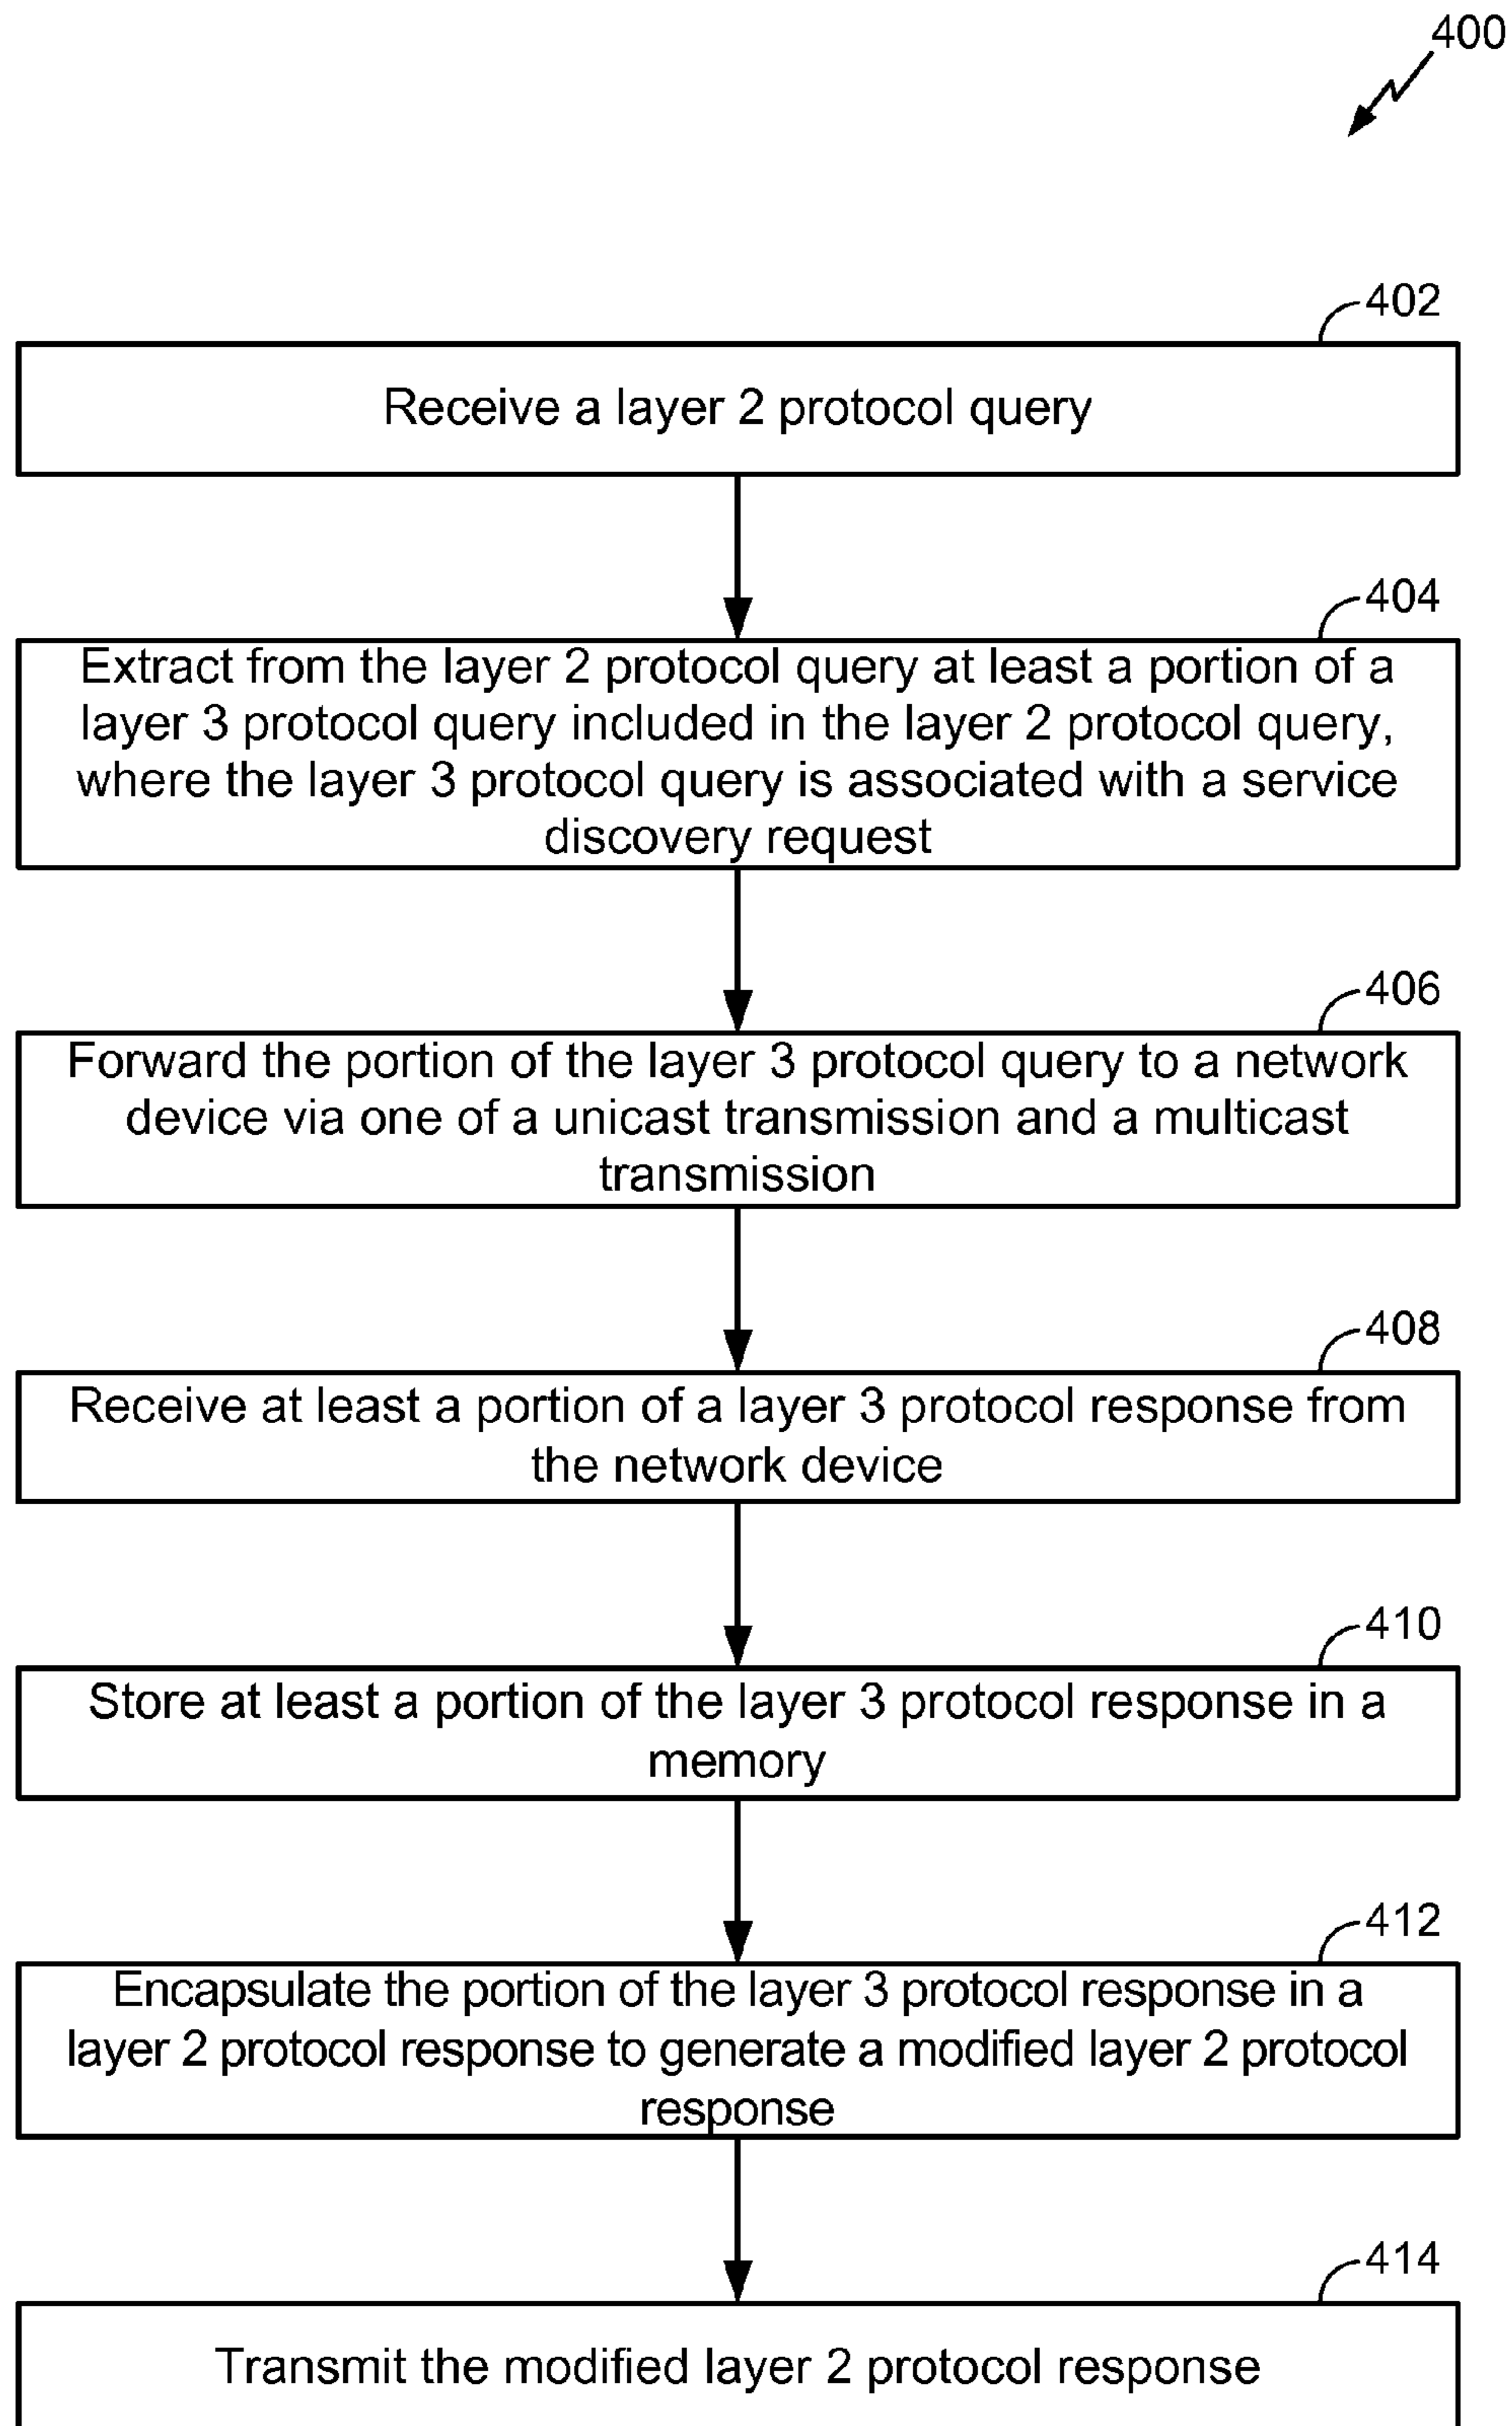 400
402
Receive a layer 2 protocol query
404
Extract from the layer 2 protocol query at least a portion of a
layer 3 protocol query included in the layer 2 protocol query,
where the layer 3 protocol query is associated with a service
discovery request
406
Forward the portion of the layer 3 protocol query to a network
device via one of a unicast transmission and a multicast
transmission
408
Receive at least a portion of a layer 3 protocol response from
the network device
410
Store at least a portion of the layer 3 protocol response in a
memory
412
Encapsulate the portion of the layer 3 protocol response in a
layer 2 protocol response to generate a modified layer 2 protocol
response
414
Transmit the modified layer 2 protocol response